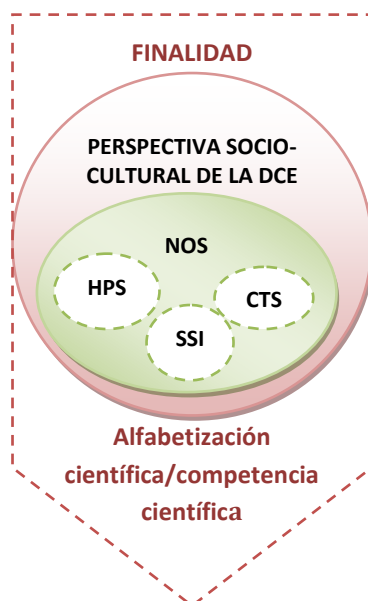 FINALIDAD
PERSPECTIVA SOCIO-
CULTURAL DE LA DCE
NOS
HPS
CTS
SSI
Alfabetización
científica/competencia
científica